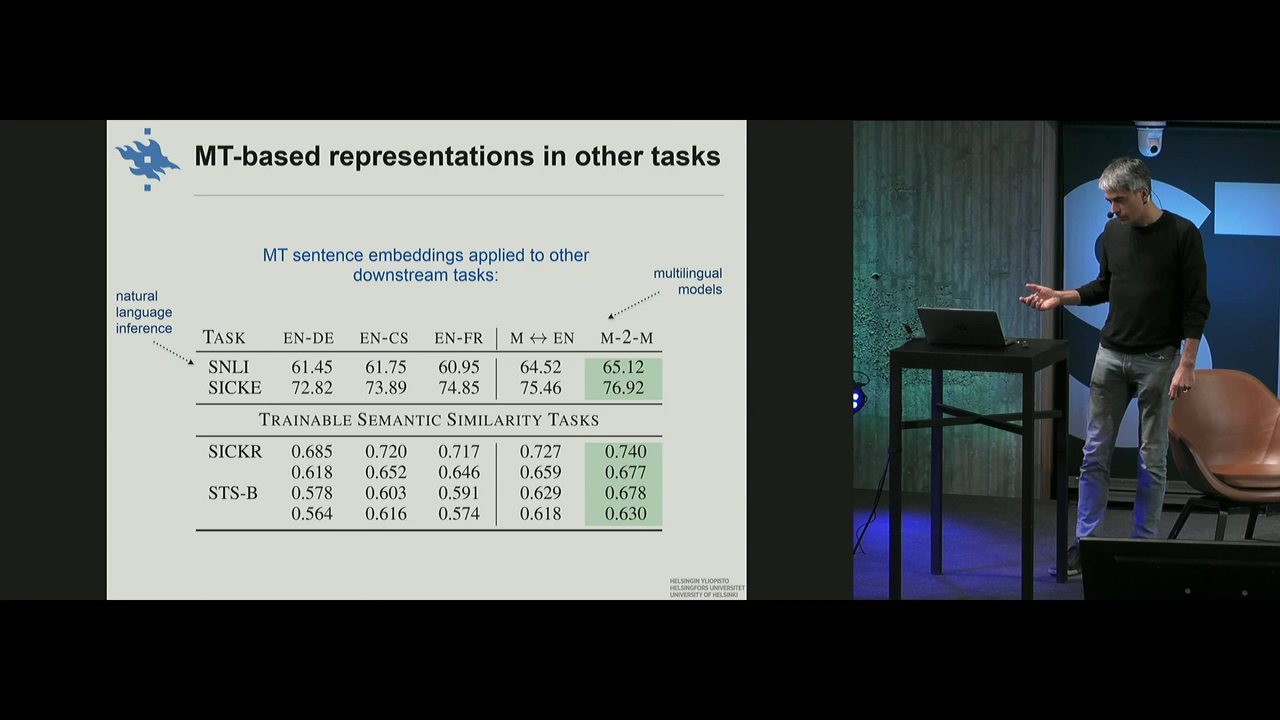 MT-based representations in other tasks
MT sentence embeddings applied to other
downstream tasks:
multilingual
models
natural
language
inference
TASK EN-DE EN-CS EN-FR M ↔ EN M-2-M
SNLI 61.45 61.75 60.95 64.52 65.12
SICKE 72.82 73.89 74.85 75.46 76.92
TRAINABLE SEMANTIC SIMILARITY TASKS
SICKR 0.685 0.720 0.717 0.727 0.740
0.618 0.652 0.646 0.659 0.677
STS-B 0.578 0.603 0.591 0.629 0.678
0.564 0.616 0.574 0.618 0.630
HELSINGIN YLIOPISTO
HELSINGFORS UNIVERSITET
UNIVERSITY OF HELSINKI